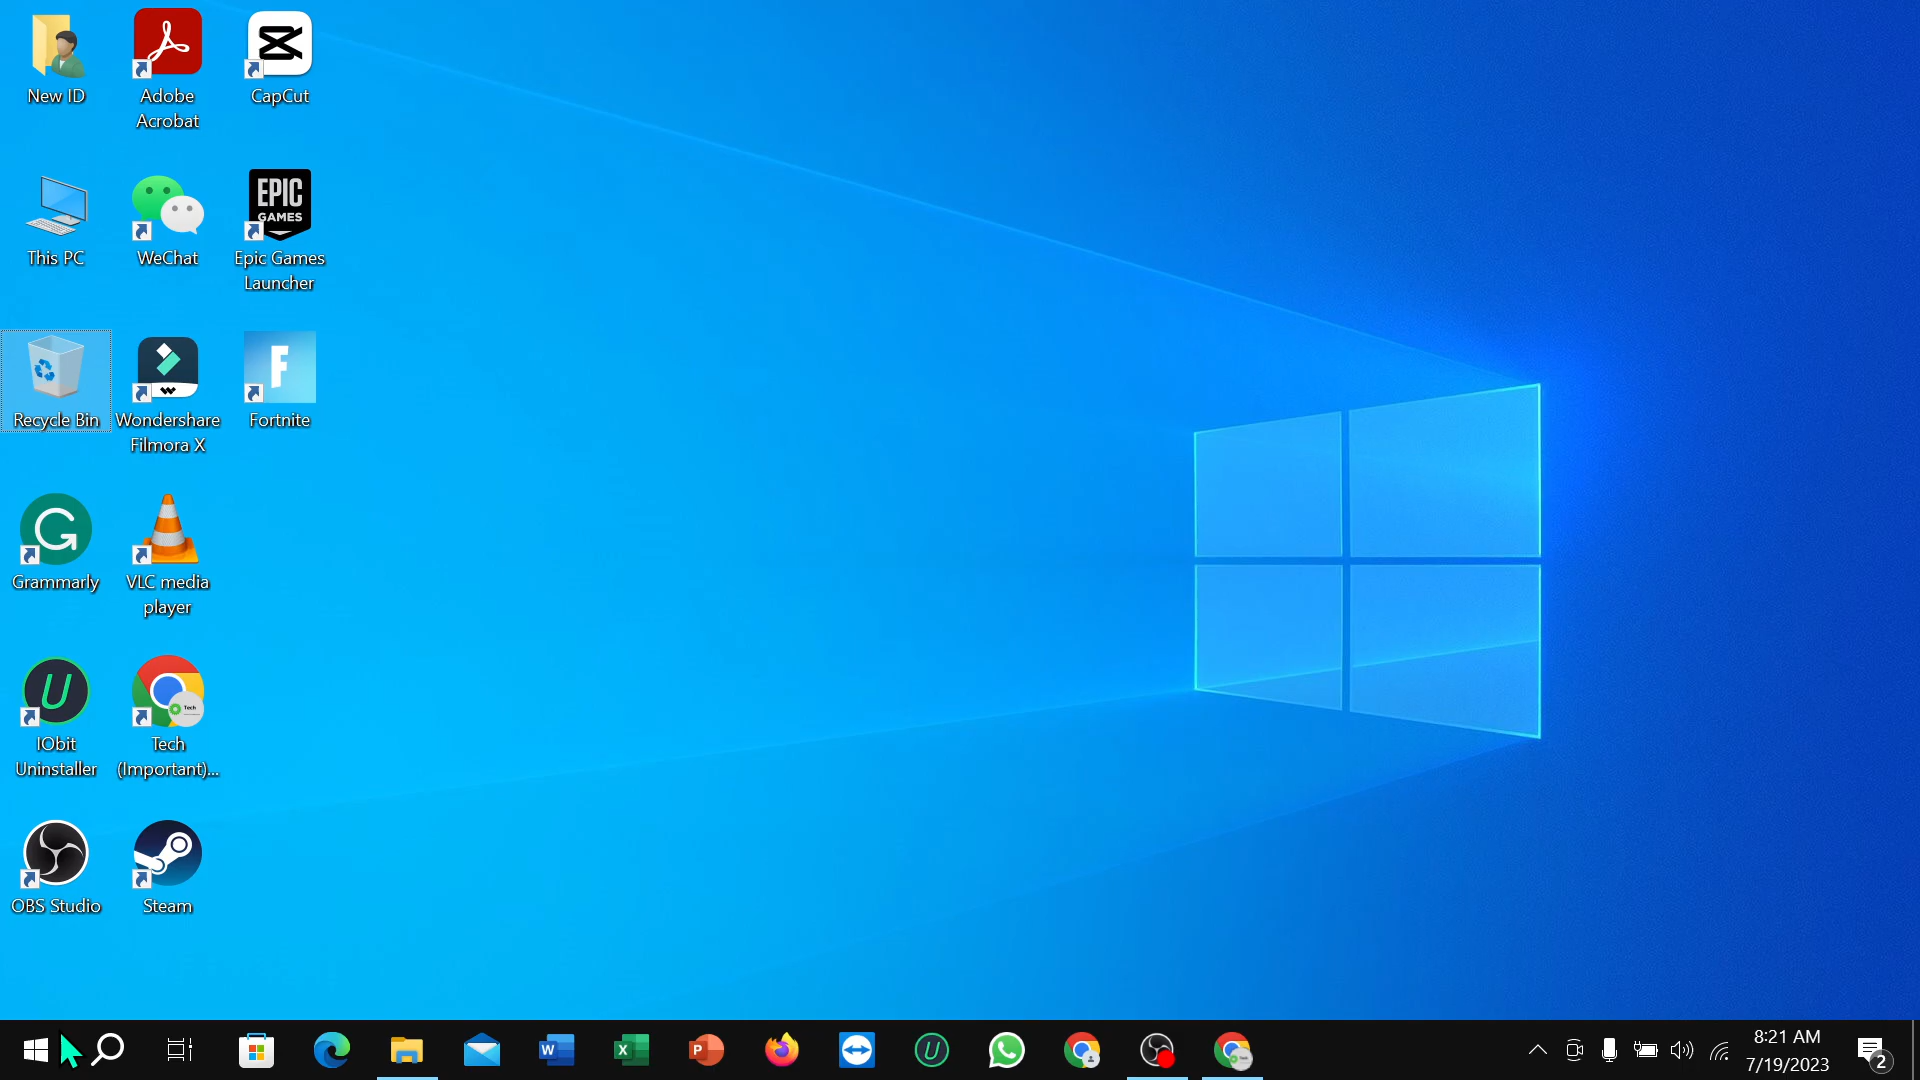 New ID
Adobe
Acrobat
CapCut
EPIC
GAMES
This PC
WeChat
Epic Games
Launcher
F
Recycle Bin
Wondershare
Filmora X
Fortnite
G
Grammarly
VLC media
player
U
Tech
IObit
Uninstaller
Tech
(Important)...
OBS Studio
Steam
W
X
P
U
8:21 AM
7/19/2023
2